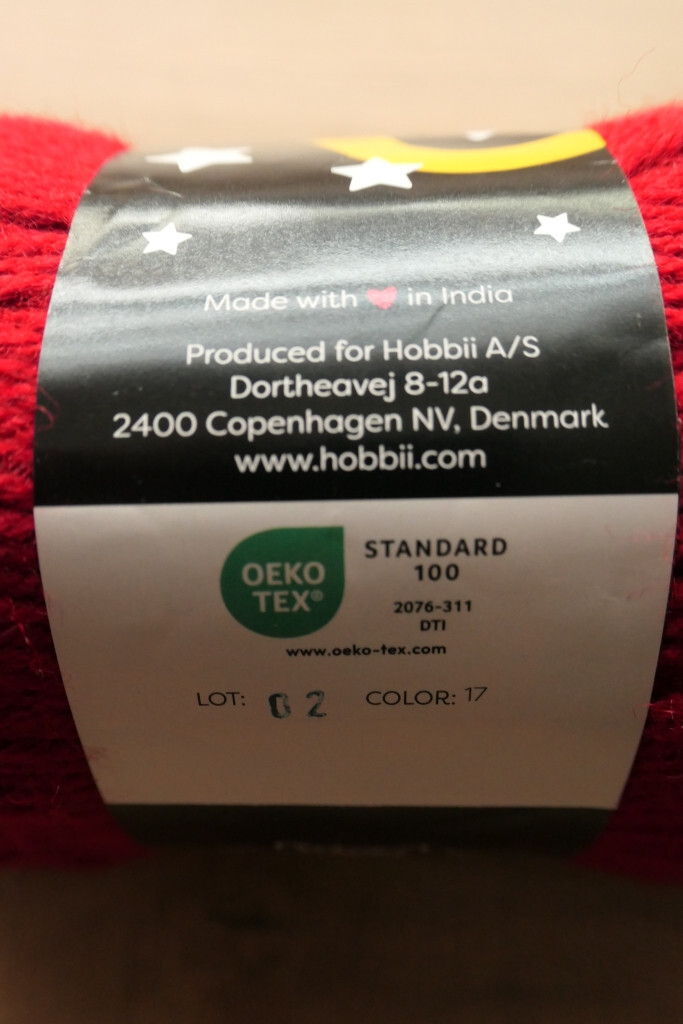 Made with ❤ in India
Produced for Hobbii A/S
Dortheavej 8-12a
2400 Copenhagen NV, Denmark
www.hobbii.com
OEKO
TEX®
STANDARD
100
2076-311
DTI
www.oeko-tex.com
LOT: 02 COLOR: 17